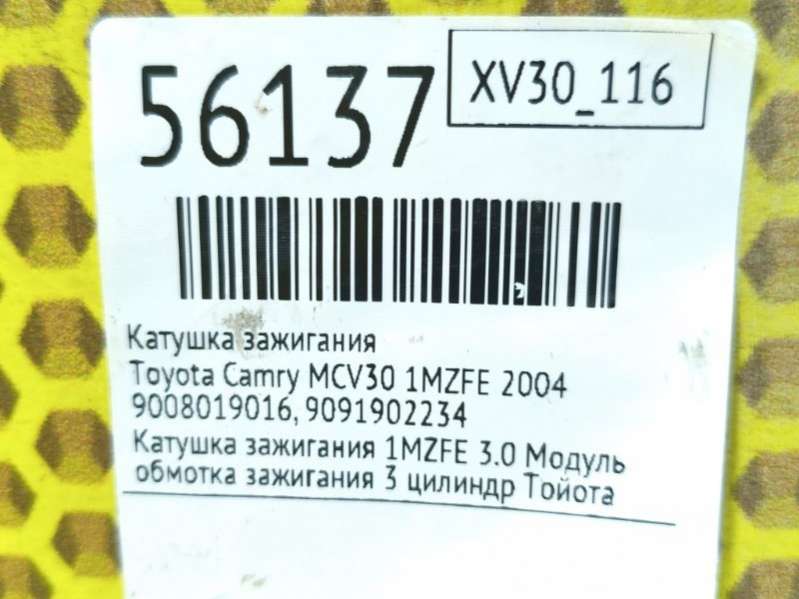 56137
XV30_116
Катушка зажигания
Toyota Camry MCV30 1MZFE 2004
9008019016, 9091902234
Катушка зажигания 1MZFE 3.0 Модуль
обмотка зажигания 3 цилиндр Тойота